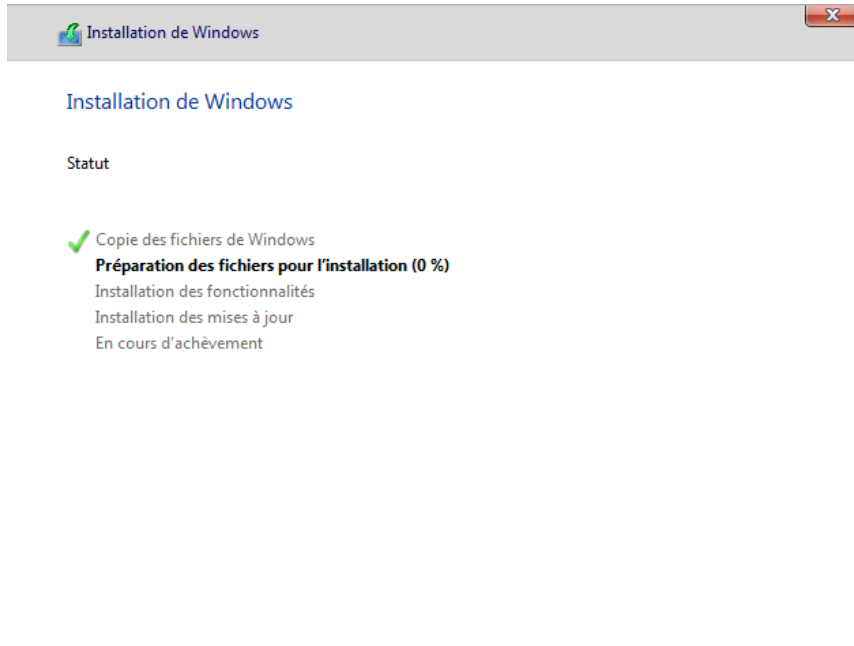 Installation de Windows
Installation de Windows
Statut
Copie des fichiers de Windows
Préparation des fichiers pour l'installation (0 %)
Installation des fonctionnalités
Installation des mises à jour
En cours d'achèvement